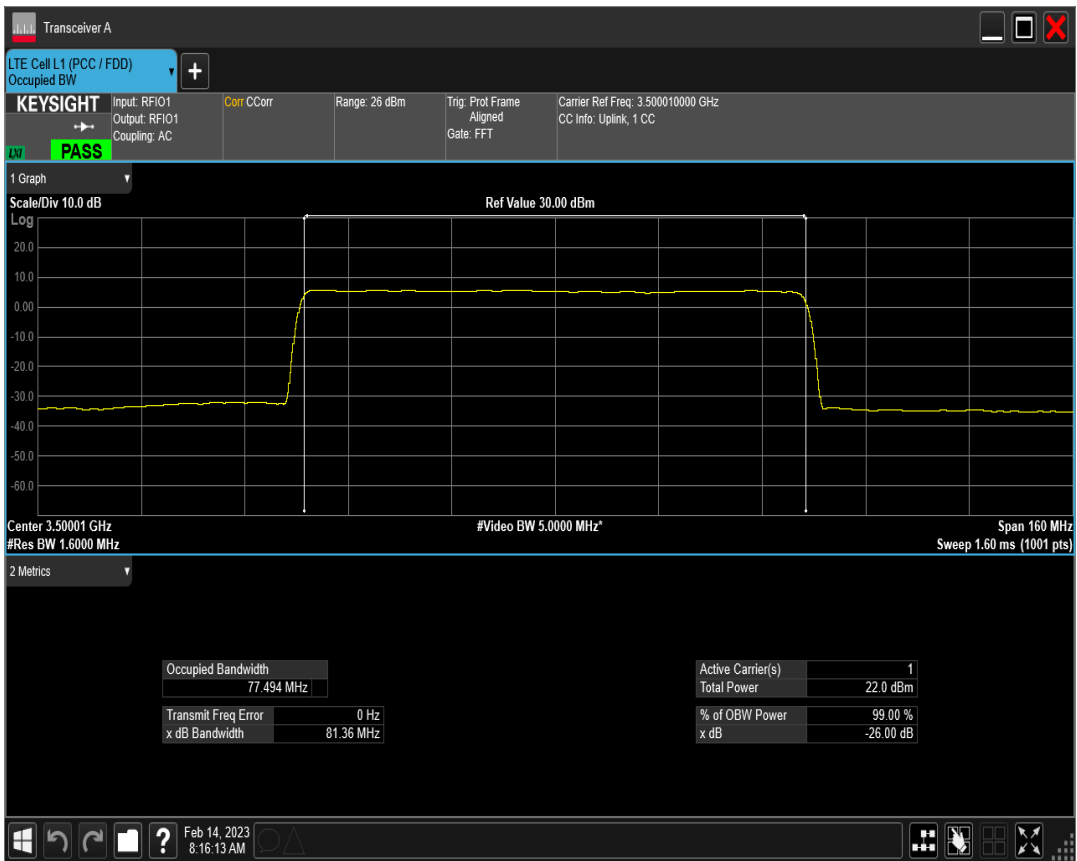 Transceiver A
LTE Cell L1 (PCC / FDD)
Occupied BW
+
KEYSIGHT
LXI
PASS
Input: RFIO1
Output: RFIO1
Coupling: AC
Corr CCorr
Range: 26 dBm
Trig: Prot Frame
Aligned
Gate: FFT
Carrier Ref Freq: 3.500010000 GHz
CC Info: Uplink, 1 CC
1 Graph
Scale/Div 10.0 dB
Ref Value 30.00 dBm
Log
20.0
10.0
0.00
-10.0
-20.0
-30.0
-40.0
-50.0
-60.0
Center 3.50001 GHz
#Video BW 5.0000 MHz*
Span 160 MHz
#Res BW 1.6000 MHz
Sweep 1.60 ms (1001 pts)
2 Metrics
Occupied Bandwidth
77.494 MHz
Transmit Freq Error 0 Hz
x dB Bandwidth 81.36 MHz
Active Carrier(s) 1
Total Power 22.0 dBm
% of OBW Power 99.00 %
x dB -26.00 dB
?
Feb 14, 2023
8:16:13 AM